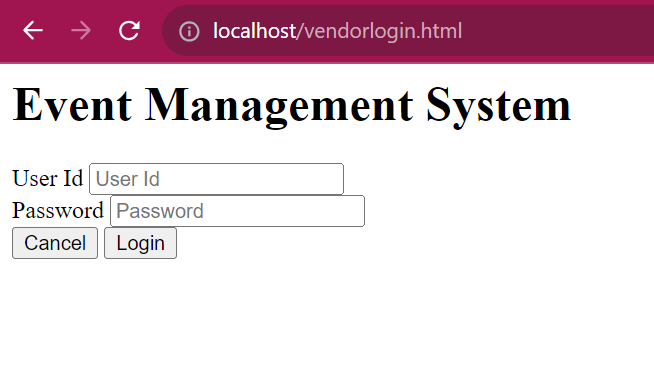 localhost/vendorlogin.html
Event Management System
User Id User Id
Password Password
Cancel Login